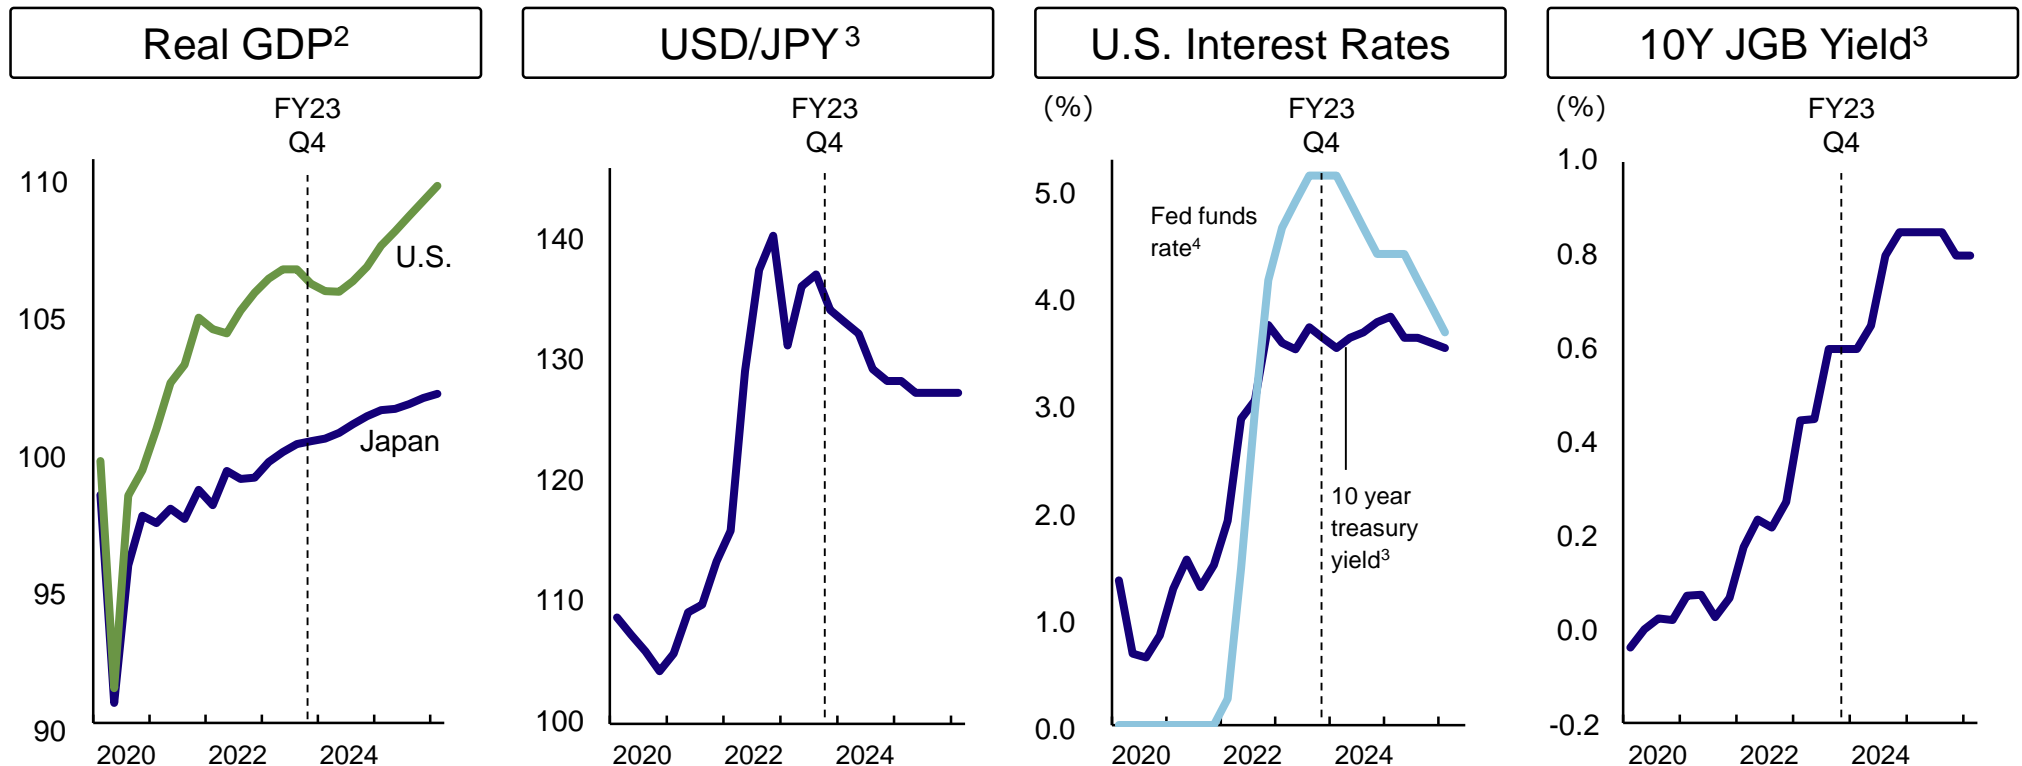 Real GDP²
FY23
Q4
110
105
100
95
90
U.S.
Japan
2020 2022 2024
USD/JPY ³
FY23
Q4
140
130
120
110
100
2020 2022 2024
U.S. Interest Rates
(%)
FY23
Q4
5.0
4.0
3.0
2.0
1.0
0.0
Fed funds
rate⁴
10 year
treasury
yield³
2020 2022 2024
10Y JGB Yield³
(%)
FY23
Q4
1.0
0.8
0.6
0.4
0.2
0.0
-0.2
2020 2022 2024